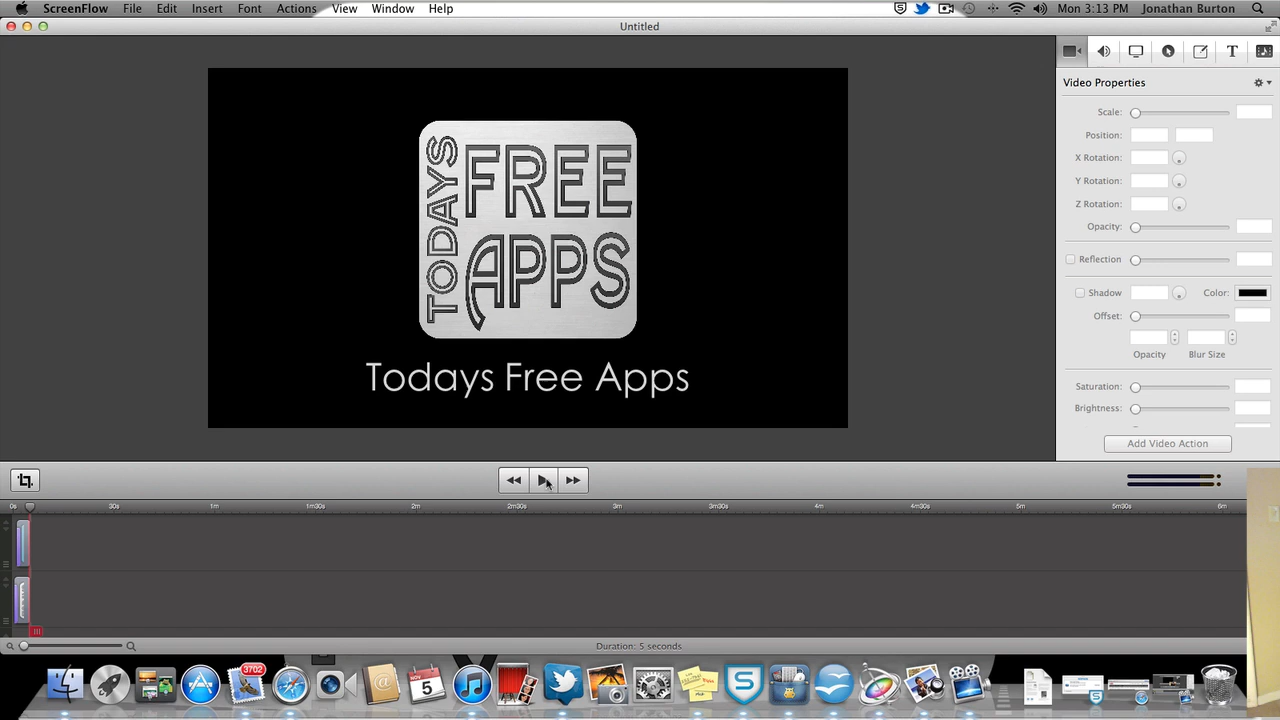 ScreenFlow File Edit Insert Font Actions View Window Help Mon 3:13 PM Jonathan Burton
Untitled
Video Properties
Scale:
Position:
X Rotation:
Y Rotation:
Z Rotation:
Opacity:
Reflection
Shadow Color:
Offset:
Opacity Blur Size
Saturation:
Brightness:
Add Video Action
TODAYS
FREE
APPS
Todays Free Apps
0s 30s 1m 1m30s 2m 2m30s 3m 3m30s 4m 4m30s 5m 5m30s 6m
Duration: 5 seconds
3702
NOV
5